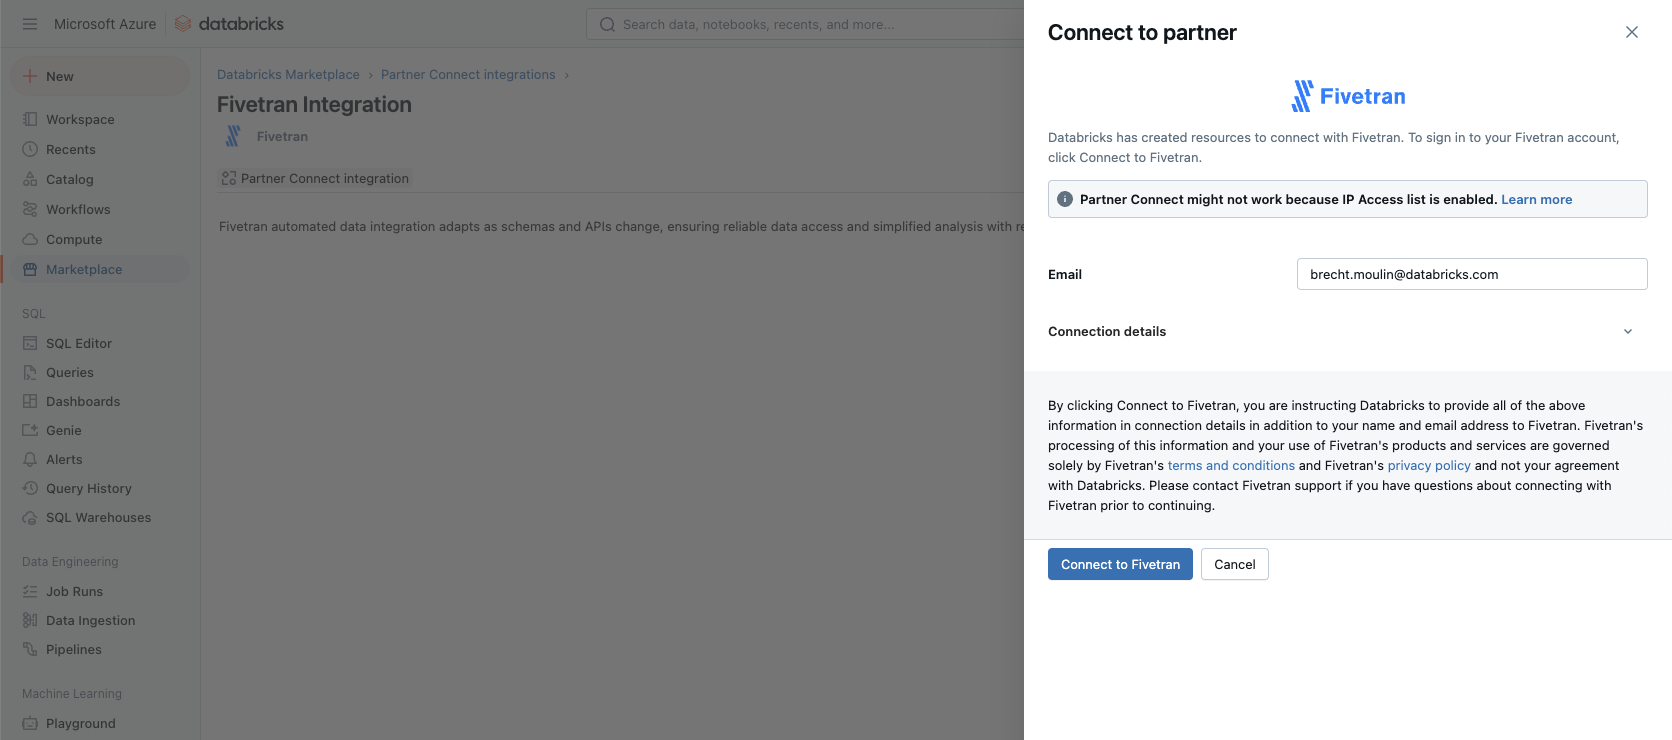 Microsoft Azure databricks
Search data, notebooks, recents, and more...
New
Workspace
Recents
Catalog
Workflows
Compute
Marketplace
SQL
SQL Editor
Queries
Dashboards
Genie
Alerts
Query History
SQL Warehouses
Data Engineering
Job Runs
Data Ingestion
Pipelines
Machine Learning
Playground
Databricks Marketplace › Partner Connect integrations ›
Fivetran Integration
Fivetran
Partner Connect integration
Fivetran automated data integration adapts as schemas and APIs change, ensuring reliable data access and simplified analysis with re
Connect to partner
Fivetran
Databricks has created resources to connect with Fivetran. To sign in to your Fivetran account,
click Connect to Fivetran.
Partner Connect might not work because IP Access list is enabled. Learn more
Email
brecht.moulin@databricks.com
Connection details
By clicking Connect to Fivetran, you are instructing Databricks to provide all of the above
information in connection details in addition to your name and email address to Fivetran. Fivetran's
processing of this information and your use of Fivetran's products and services are governed
solely by Fivetran's terms and conditions and Fivetran's privacy policy and not your agreement
with Databricks. Please contact Fivetran support if you have questions about connecting with
Fivetran prior to continuing.
Connect to Fivetran
Cancel